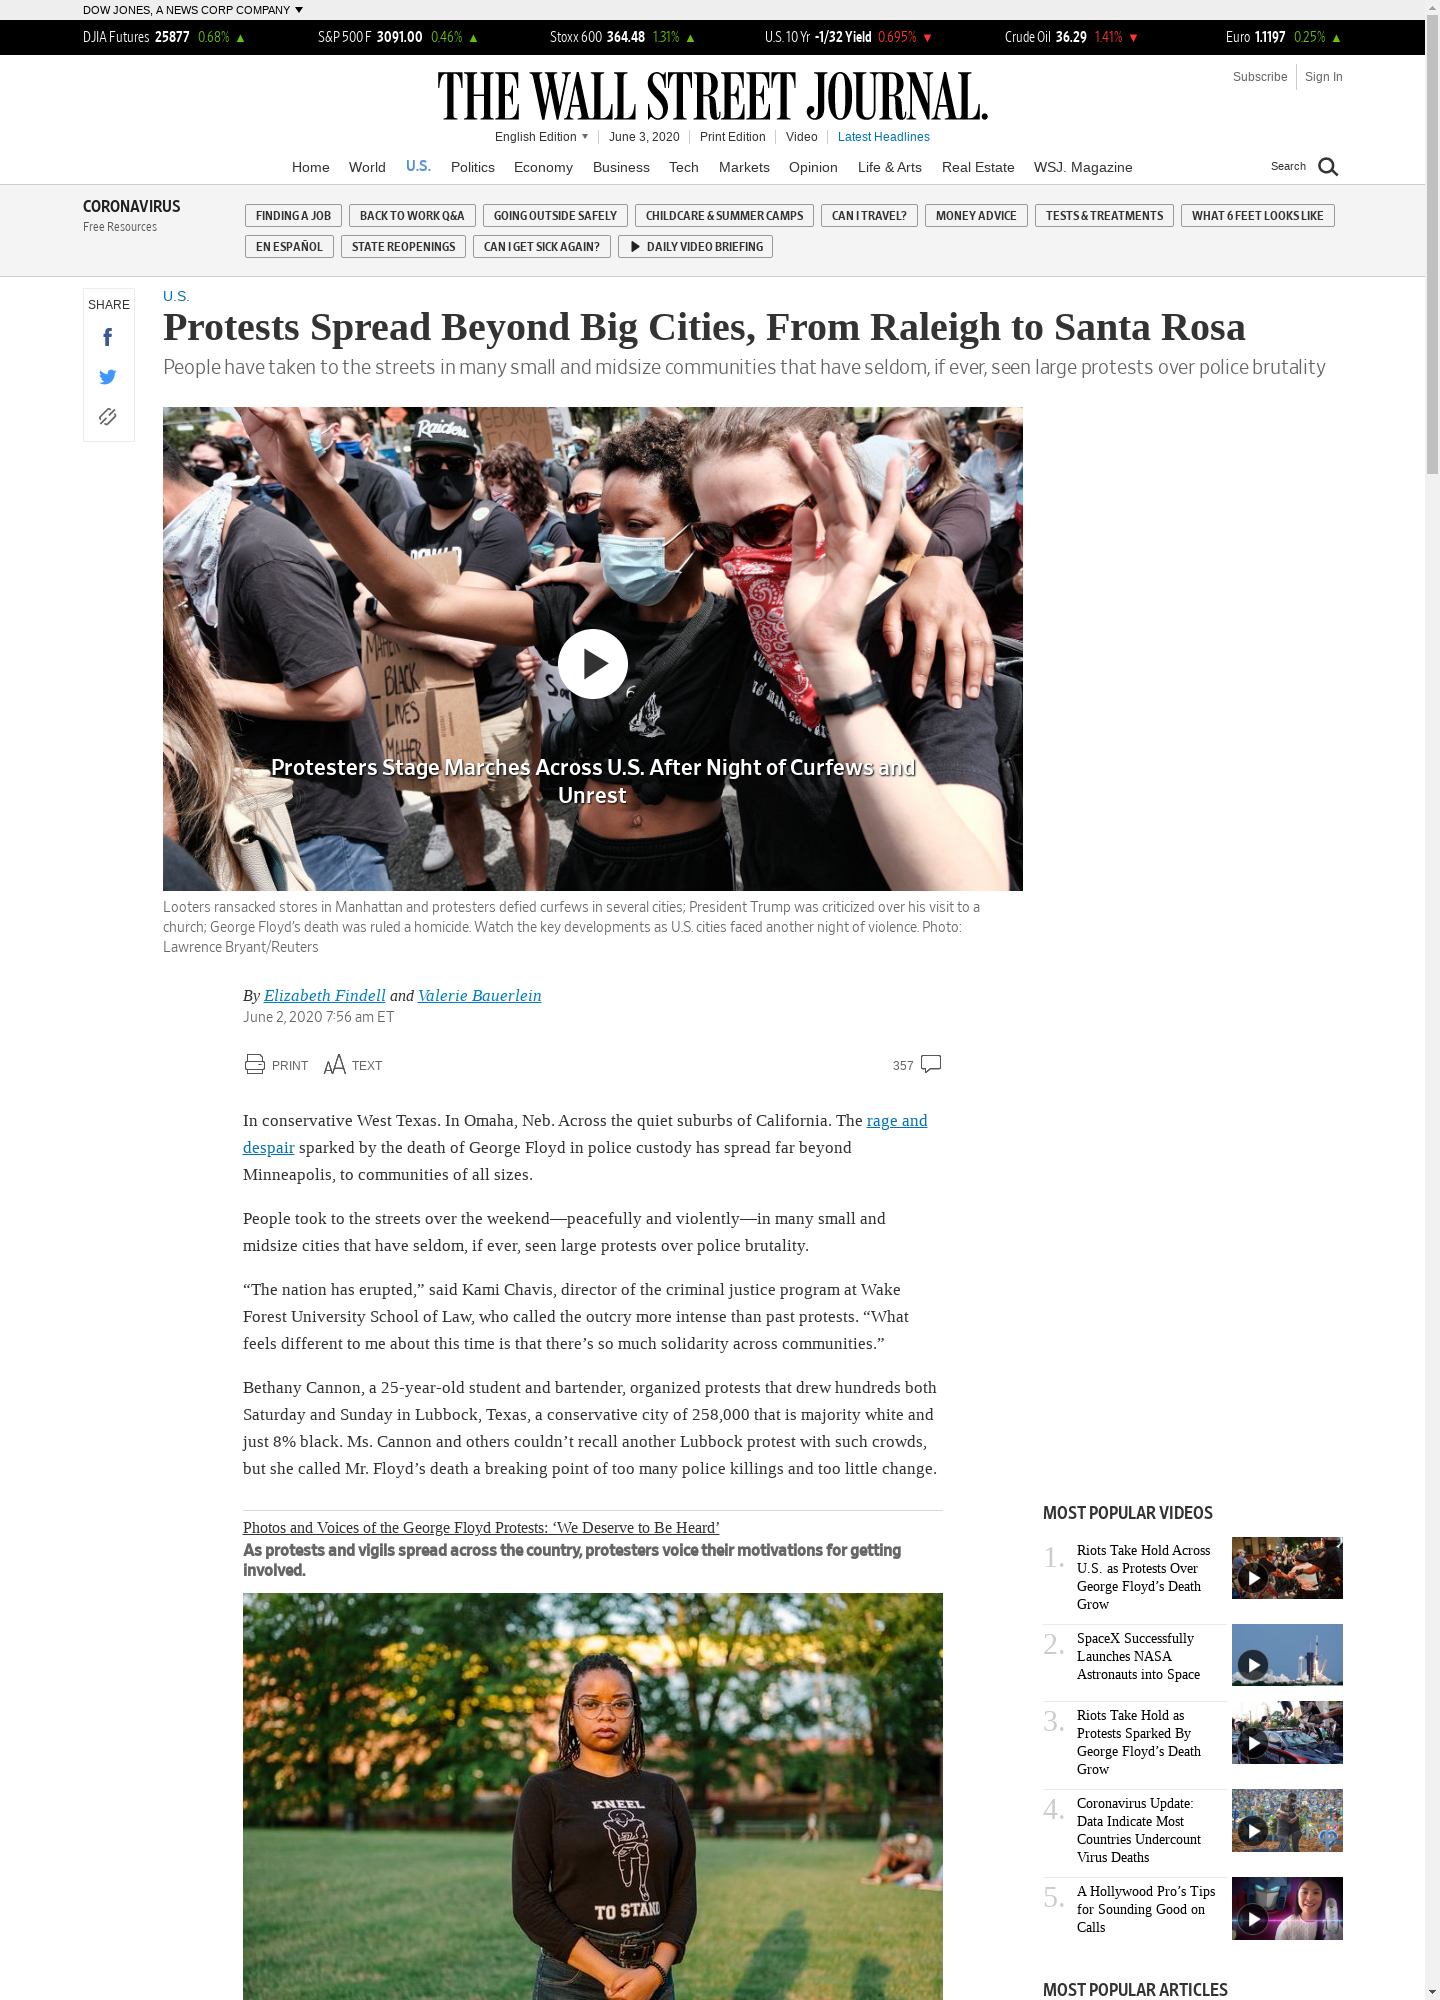 DOW JONES, A NEWS CORP COMPANY
DJIA Futures 25877 0.68% ▲ S&P 500 F 3091.00 0.46% ▲ Stoxx 600 364.48 1.31% ▲ U.S. 10 Yr -1/32 Yield 0.695% ▼ Crude Oil 36.29 1.41% ▼ Euro 1.1197 0.25% ▲
Subscribe Sign In
THE WALL STREET JOURNAL.
English Edition June 3, 2020 Print Edition Video Latest Headlines
Home World U.S. Politics Economy Business Tech Markets Opinion Life & Arts Real Estate WSJ. Magazine Search
CORONAVIRUS
Free Resources
FINDING A JOB BACK TO WORK Q&A GOING OUTSIDE SAFELY CHILDCARE & SUMMER CAMPS CAN I TRAVEL? MONEY ADVICE TESTS & TREATMENTS WHAT 6 FEET LOOKS LIKE
EN ESPAÑOL STATE REOPENINGS CAN I GET SICK AGAIN? DAILY VIDEO BRIEFING
SHARE
U.S.
Protests Spread Beyond Big Cities, From Raleigh to Santa Rosa
People have taken to the streets in many small and midsize communities that have seldom, if ever, seen large protests over police brutality
Raiders
GEORGE
MAMA
BLACK
LIVES
MATTER
Protesters Stage Marches Across U.S. After Night of Curfews and
Unrest
Looters ransacked stores in Manhattan and protesters defied curfews in several cities; President Trump was criticized over his visit to a
church; George Floyd’s death was ruled a homicide. Watch the key developments as U.S. cities faced another night of violence. Photo:
Lawrence Bryant/Reuters
By Elizabeth Findell and Valerie Bauerlein
June 2, 2020 7:56 am ET
PRINT TEXT 357
In conservative West Texas. In Omaha, Neb. Across the quiet suburbs of California. The rage and
despair sparked by the death of George Floyd in police custody has spread far beyond
Minneapolis, to communities of all sizes.
People took to the streets over the weekend—peacefully and violently—in many small and
midsize cities that have seldom, if ever, seen large protests over police brutality.
“The nation has erupted,” said Kami Chavis, director of the criminal justice program at Wake
Forest University School of Law, who called the outcry more intense than past protests. “What
feels different to me about this time is that there’s so much solidarity across communities.”
Bethany Cannon, a 25-year-old student and bartender, organized protests that drew hundreds both
Saturday and Sunday in Lubbock, Texas, a conservative city of 258,000 that is majority white and
just 8% black. Ms. Cannon and others couldn’t recall another Lubbock protest with such crowds,
but she called Mr. Floyd’s death a breaking point of too many police killings and too little change.
Photos and Voices of the George Floyd Protests: ‘We Deserve to Be Heard’
As protests and vigils spread across the country, protesters voice their motivations for getting
involved.
KNEEL
TO STAND
MOST POPULAR VIDEOS
1. Riots Take Hold Across
U.S. as Protests Over
George Floyd’s Death
Grow
2. SpaceX Successfully
Launches NASA
Astronauts into Space
3. Riots Take Hold as
Protests Sparked By
George Floyd’s Death
Grow
4. Coronavirus Update:
Data Indicate Most
Countries Undercount
Virus Deaths
5. A Hollywood Pro’s Tips
for Sounding Good on
Calls
MOST POPULAR ARTICLES